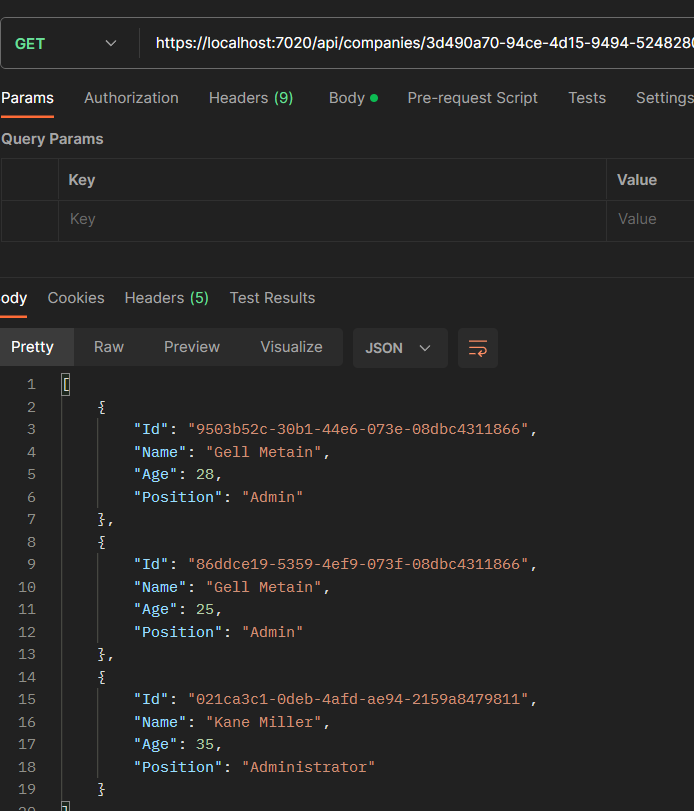 GET https://localhost:7020/api/companies/3d490a70-94ce-4d15-9494-5248280
Params Authorization Headers (9) Body Pre-request Script Tests Settings
Query Params
Key Value
Key Value
ody Cookies Headers (5) Test Results
Pretty Raw Preview Visualize JSON
1 [
2 {
3 "Id": "9503b52c-30b1-44e6-073e-08dbc4311866",
4 "Name": "Gell Metain",
5 "Age": 28,
6 "Position": "Admin"
7 },
8 {
9 "Id": "86ddce19-5359-4ef9-073f-08dbc4311866",
10 "Name": "Gell Metain",
11 "Age": 25,
12 "Position": "Admin"
13 },
14 {
15 "Id": "021ca3c1-0deb-4afd-ae94-2159a8479811",
16 "Name": "Kane Miller",
17 "Age": 35,
18 "Position": "Administrator"
19 }
20 ]